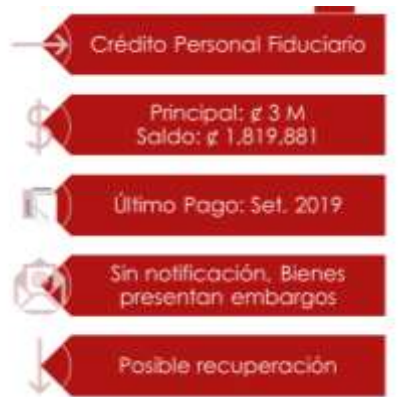 Crédito Personal Fiduciario
Principal: ₡ 3 M
Saldo: ₡ 1,819,881
Último Pago: Set. 2019
Sin notificación, Bienes
presentan embargos
Posible recuperación